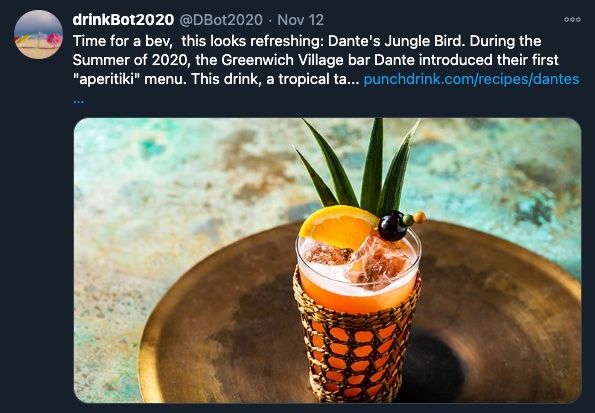 drinkBot2020 @DBot2020 · Nov 12
Time for a bev,  this looks refreshing: Dante's Jungle Bird. During the
Summer of 2020, the Greenwich Village bar Dante introduced their first
"aperitiki" menu. This drink, a tropical ta... punchdrink.com/recipes/dantes
...